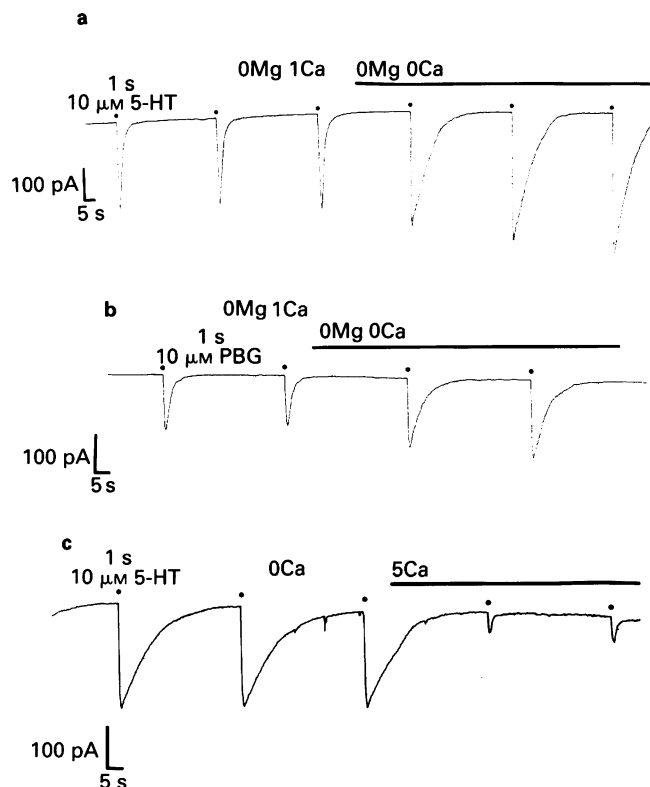 a
1 s
10 μM 5-HT
0Mg 1Ca
0Mg 0Ca
100 pA
5 s
b
0Mg 1Ca
1 s
10 μM PBG
0Mg 0Ca
100 pA
5 s
c
1 s
10 μM 5-HT
0Ca
5Ca
100 pA
5 s